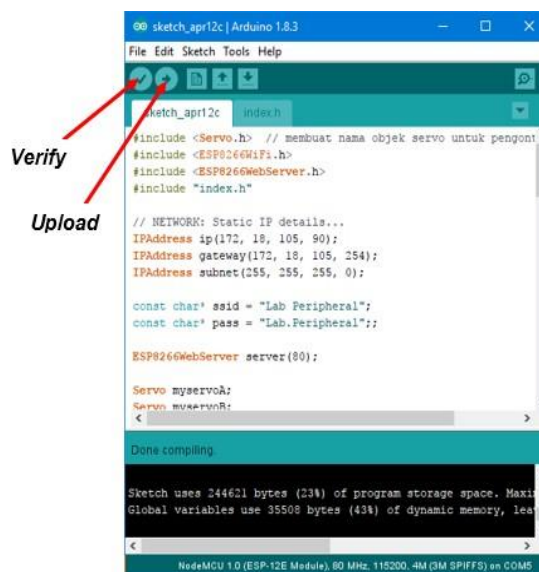 sketch_apr12c | Arduino 1.8.3
File Edit Sketch Tools Help
sketch_apr12c index.h
Verify
Upload
#include <Servo.h> // membuat nama objek servo untuk
#include <ESP8266WiFi.h>
#include <ESP8266WebServer.h>
#include "index.h"
// NETWORK: Static IP details...
IPAddress ip(172, 18, 105, 90);
IPAddress gateway(172, 18, 105, 254);
IPAddress subnet(255, 255, 255, 0);
const char* ssid = "Lab Peripheral";
const char* pass = "Lab.Peripheral";;
ESP8266WebServer server(80);
Servo myservoA;
Servo myservoB;
Done compiling.
Sketch uses 244621 bytes (23%) of program storage space.
Global variables use 35508 bytes (43%) of dynamic memory,
NodeMCU 1.0 (ESP-12E Module), 80 MHz, 115200, 4M (3M SPIFFS) on COM5